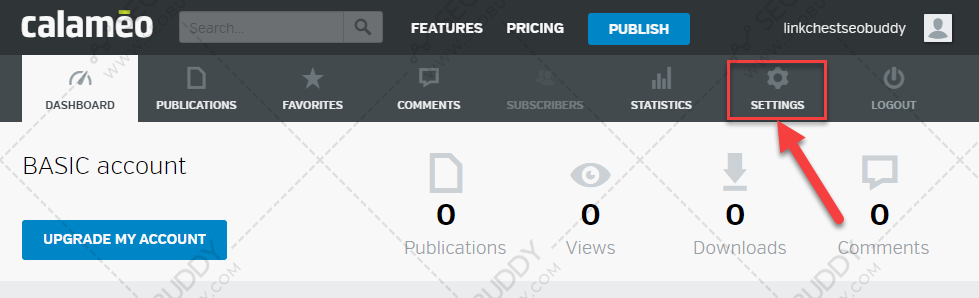 calamēo
Search...
FEATURES PRICING PUBLISH linkchestseobuddy
DASHBOARD PUBLICATIONS FAVORITES COMMENTS SUBSCRIBERS STATISTICS SETTINGS LOGOUT
BASIC account
UPGRADE MY ACCOUNT
0 0 0 0
Publications Views Downloads Comments